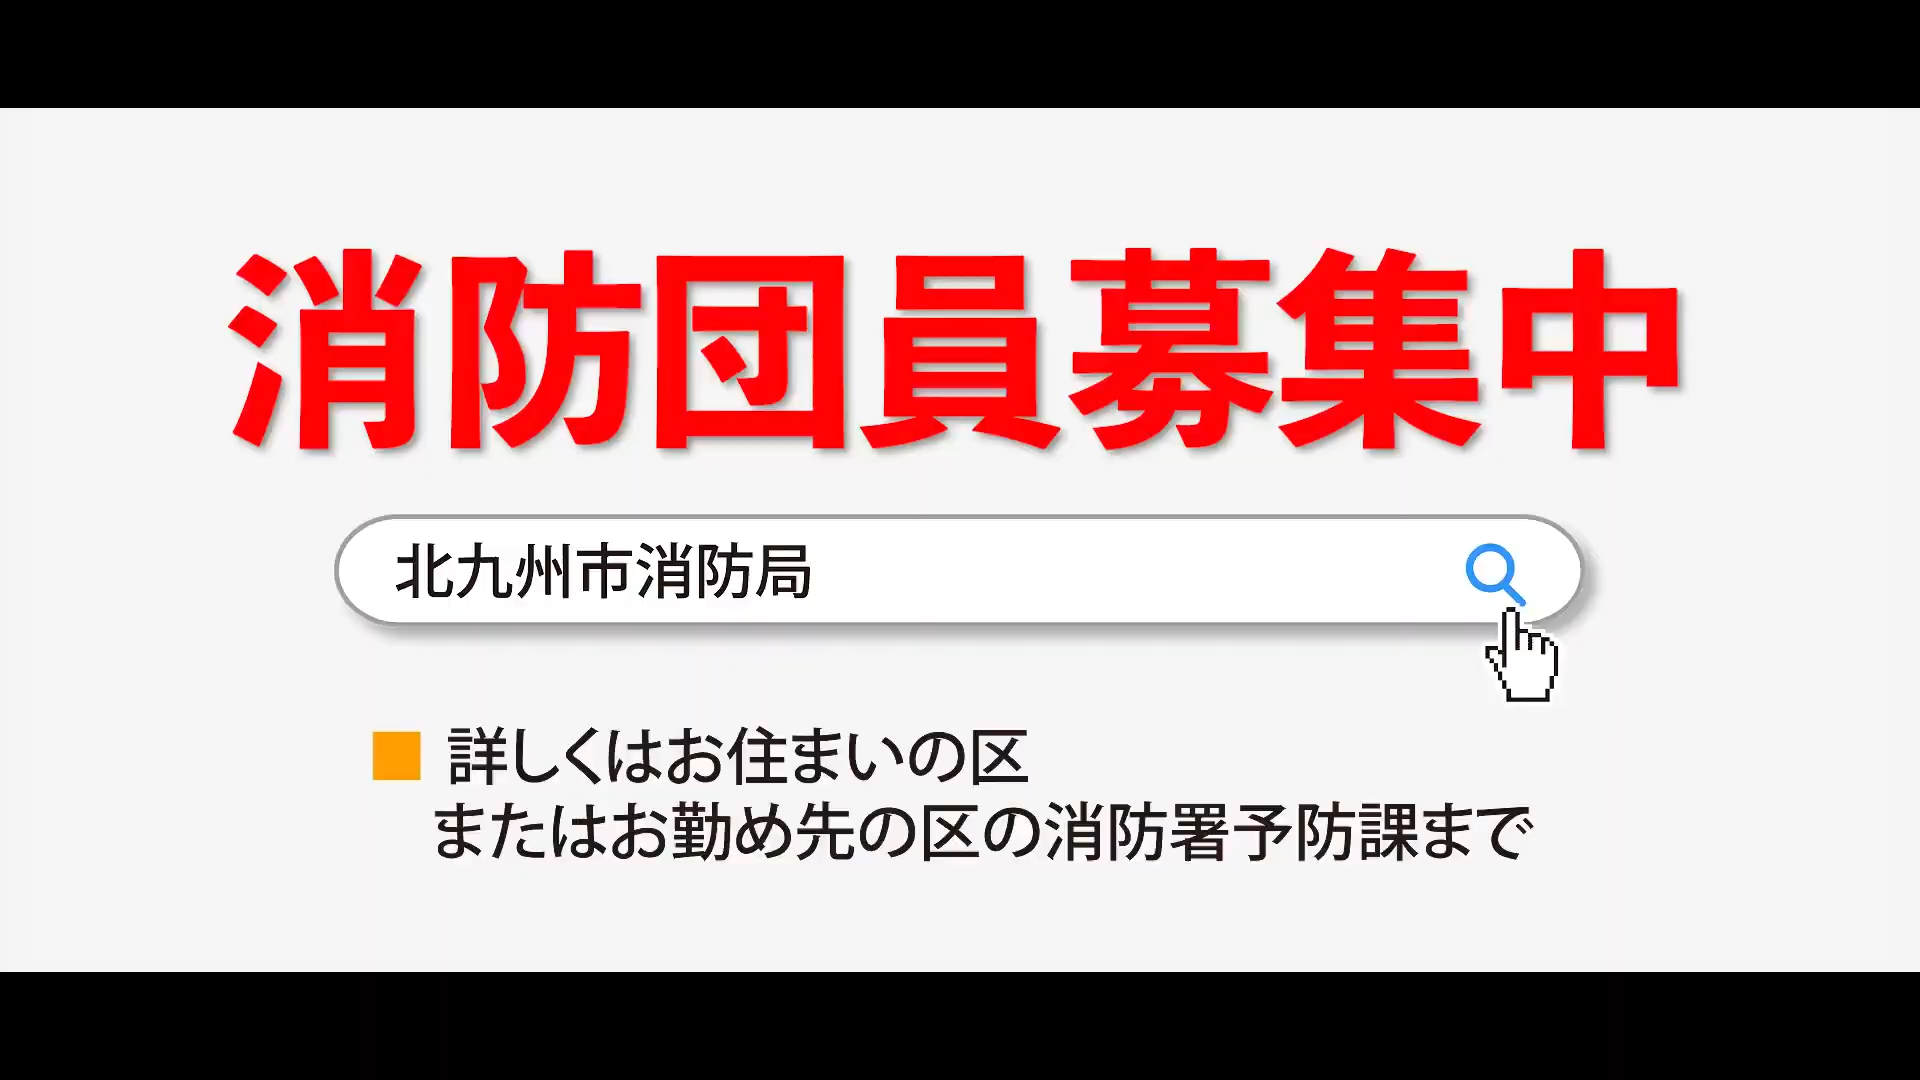 消防団員募集中
北九州市消防局
詳しくはお住まいの区
またはお勤め先の区の消防署予防課まで